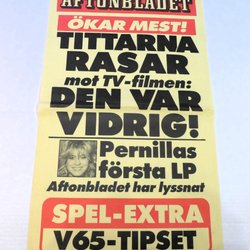 AFTONBLADET
ÖKAR MEST!
TITTARNA
RASAR
mot TV-filmen:
DEN VAR
VIDRIG!
Pernillas
första LP
Aftonbladet har lyssnat
SPEL-EXTRA
V65-TIPSET